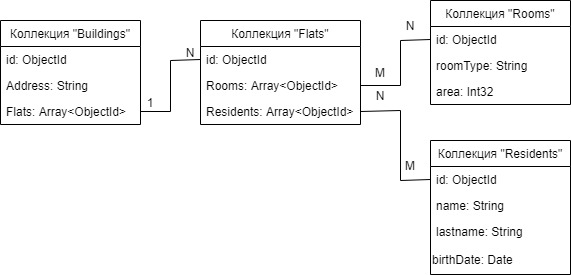 Коллекция "Buildings"
id: ObjectId
Address: String
Flats: Array<ObjectId>
1
N
Коллекция "Flats"
id: ObjectId
Rooms: Array<ObjectId>
Residents: Array<ObjectId>
M
N
N
M
Коллекция "Rooms"
id: ObjectId
roomType: String
area: Int32
Коллекция "Residents"
id: ObjectId
name: String
lastname: String
birthDate: Date